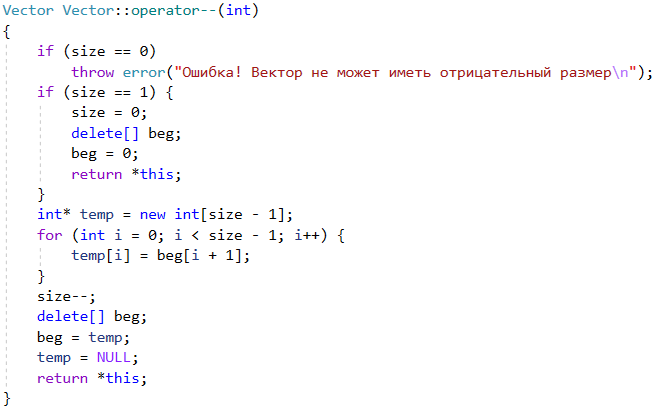 Vector Vector::operator--(int)
{
    if (size == 0)
        throw error("Ошибка! Вектор не может иметь отрицательный размер\n");
    if (size == 1) {
        size = 0;
        delete[] beg;
        beg = 0;
        return *this;
    }
    int* temp = new int[size - 1];
    for (int i = 0; i < size - 1; i++) {
        temp[i] = beg[i + 1];
    }
    size--;
    delete[] beg;
    beg = temp;
    temp = NULL;
    return *this;
}